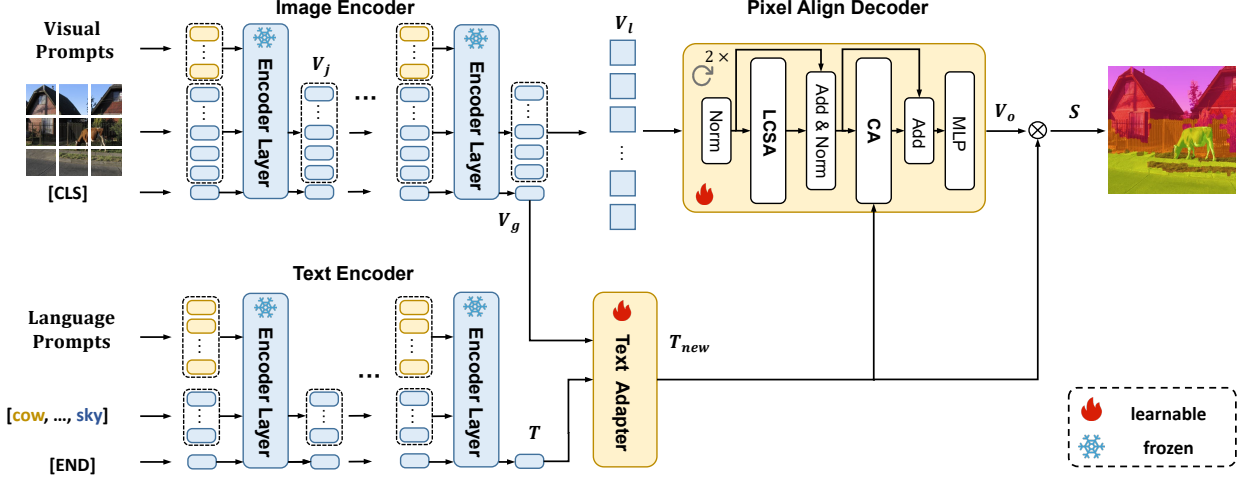 Image Encoder
Pixel Align Decoder
Visual
Prompts
Encoder Layer
V_j
...
Encoder Layer
V_l
2 ×
Norm
LCSA
Add & Norm
CA
Add
MLP
V_o
S
[CLS]
V_g
Text Encoder
Language
Prompts
Encoder Layer
...
Encoder Layer
Text Adapter
T_new
[cow, ..., sky]
T
[END]
learnable
frozen